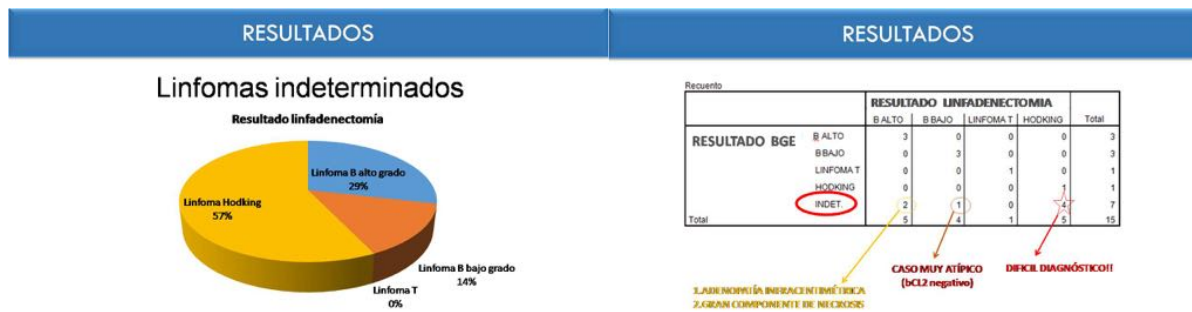 RESULTADOS
Linfomas indeterminados
Resultado linfadenectomía
Linfoma B alto grado
29%
Linfoma Hodking
57%
Linfoma B bajo grado
14%
Linfoma T
0%
RESULTADOS
Recuento
RESULTADO LINFADENECTOMIA
B ALTO B BAJO LINFOMA T HODKING Total
RESULTADO BGE B ALTO 3 0 0 0 3
B BAJO 0 3 0 0 3
LINFOMA T 0 0 1 0 1
HODKING 0 0 0 1 1
INDET. 2 1 0 4 7
Total 5 4 1 5 15
1.ADENOPATÍA INFRACENTIMÉTRICA
2.GRAN COMPONENTE DE NECROSIS
CASO MUY ATÍPICO
(bCL2 negativo)
DIFICIL DIAGNÓSTICO!!